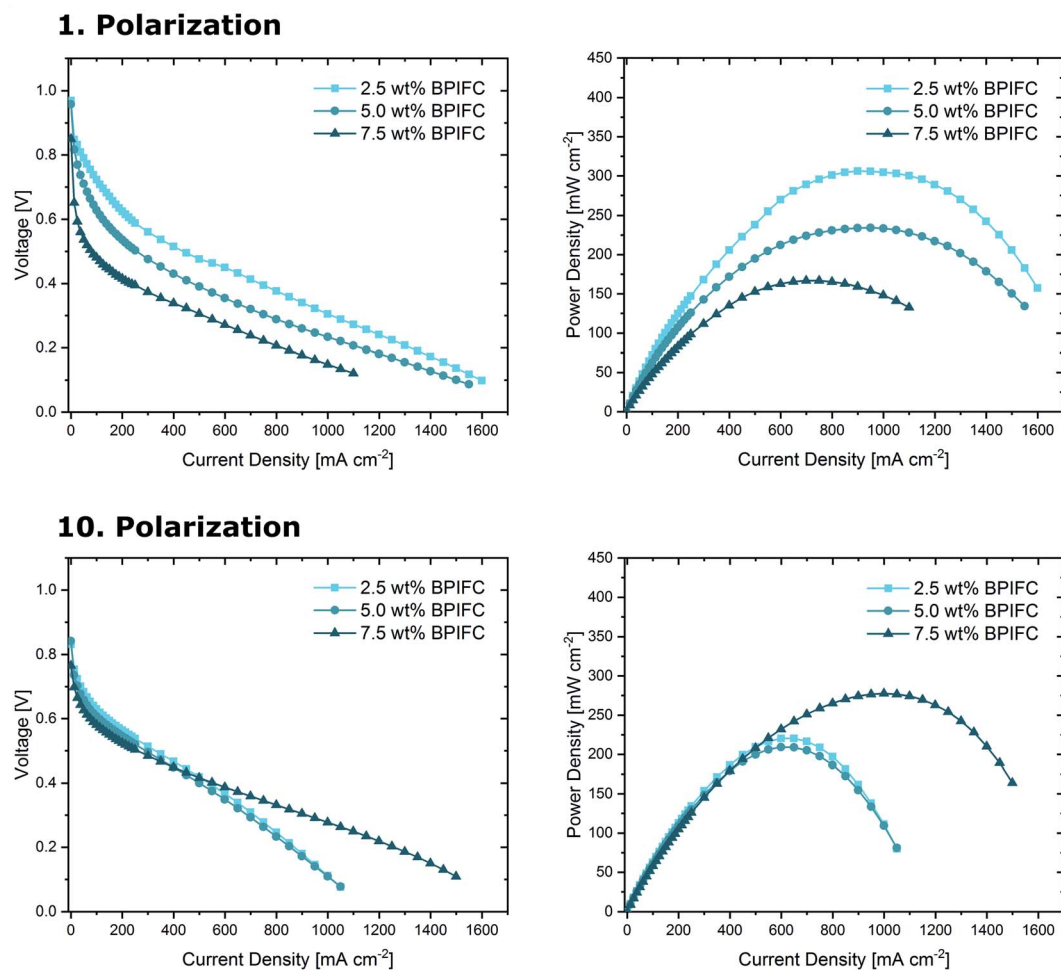 1. Polarization
1.0
0.8
0.6
0.4
0.2
0.0
Voltage [V]
2.5 wt% BPIFC
5.0 wt% BPIFC
7.5 wt% BPIFC
0 200 400 600 800 1000 1200 1400 1600
Current Density [mA cm⁻²]
450
400
350
300
250
200
150
100
50
0
Power Density [mW cm⁻²]
2.5 wt% BPIFC
5.0 wt% BPIFC
7.5 wt% BPIFC
0 200 400 600 800 1000 1200 1400 1600
Current Density [mA cm⁻²]
10. Polarization
1.0
0.8
0.6
0.4
0.2
0.0
Voltage [V]
2.5 wt% BPIFC
5.0 wt% BPIFC
7.5 wt% BPIFC
0 200 400 600 800 1000 1200 1400 1600
Current Density [mA cm⁻²]
450
400
350
300
250
200
150
100
50
0
Power Density [mW cm⁻²]
2.5 wt% BPIFC
5.0 wt% BPIFC
7.5 wt% BPIFC
0 200 400 600 800 1000 1200 1400 1600
Current Density [mA cm⁻²]